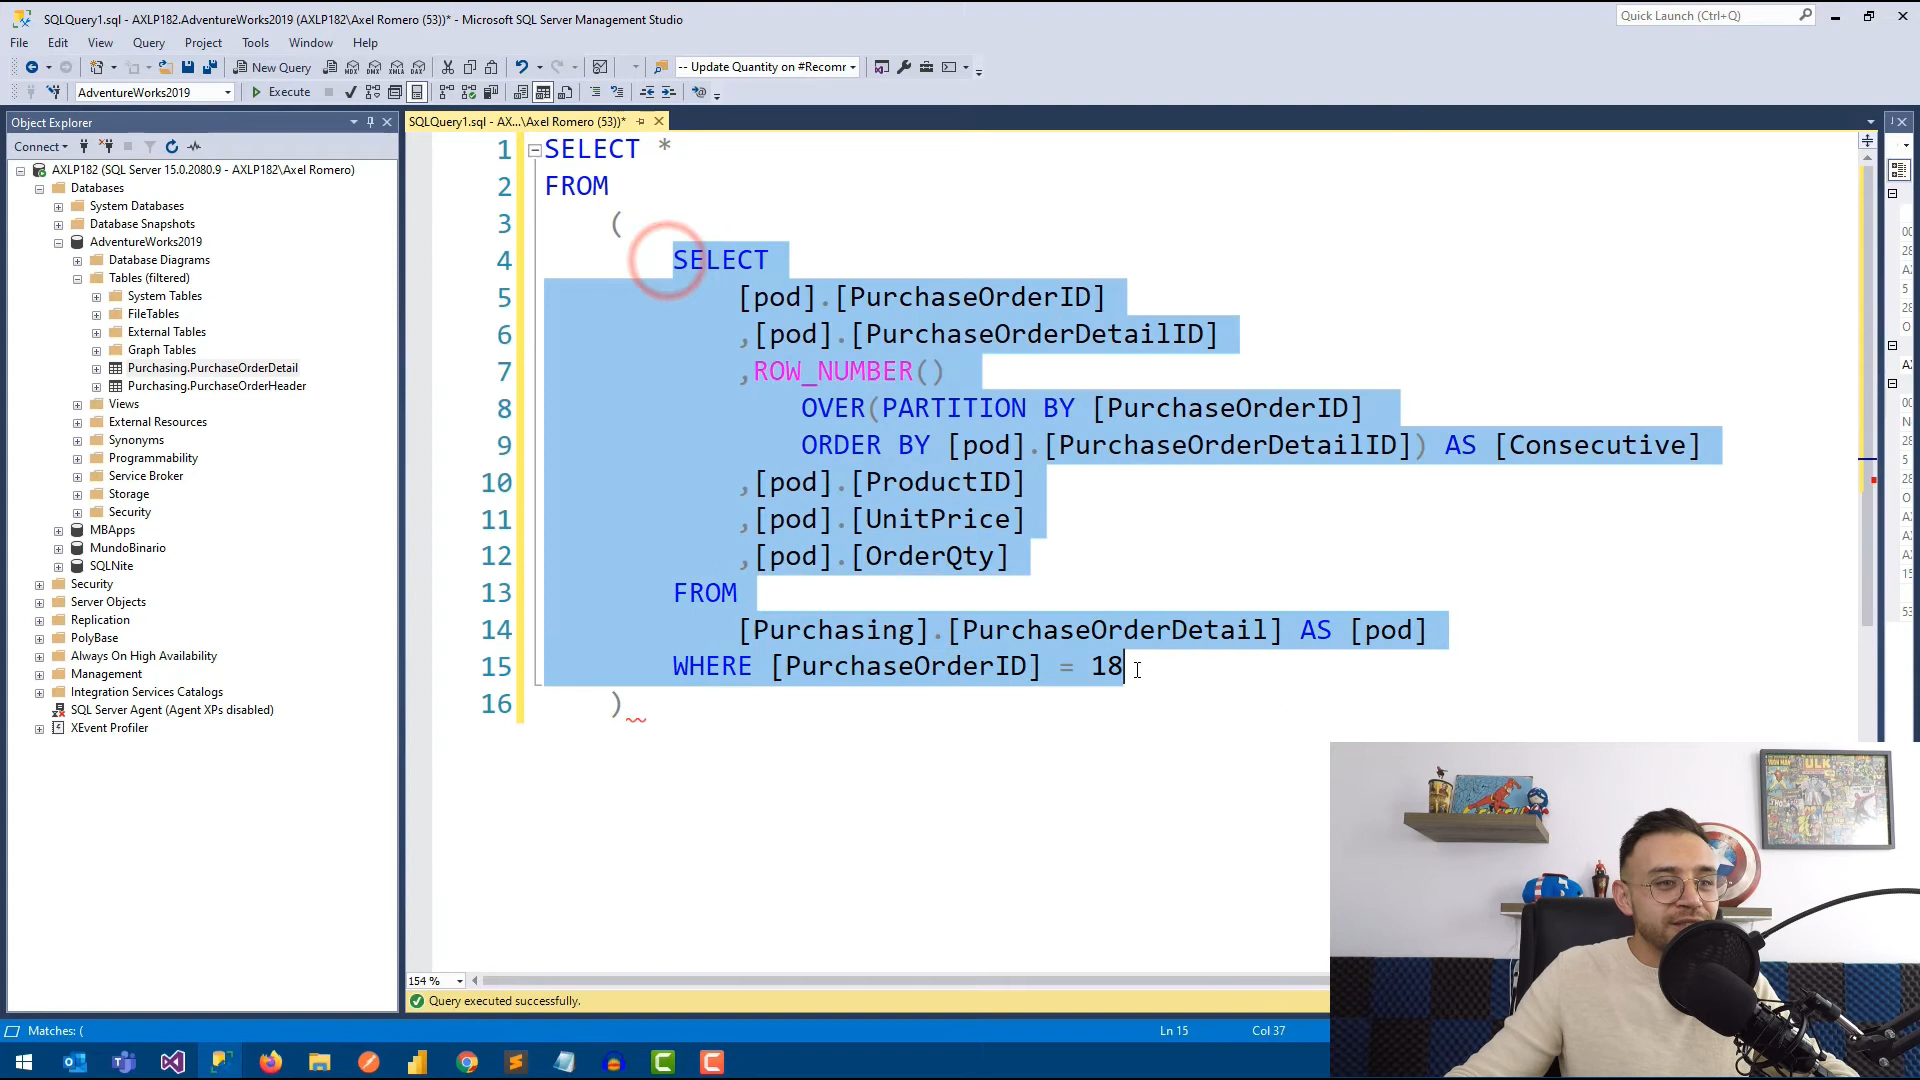 SQLQuery1.sql - AXLP182.AdventureWorks2019 (AXLP182\Axel Romero (53))* - Microsoft SQL Server Management Studio
Quick Launch (Ctrl+Q)
File Edit View Query Project Tools Window Help
New Query
MDX DMX XMLA DAX
-- Update Quantity on #Recomr
AdventureWorks2019
Execute
Object Explorer
SQLQuery1.sql - AX...\Axel Romero (53))*
Connect
AXLP182 (SQL Server 15.0.2080.9 - AXLP182\Axel Romero)
Databases
System Databases
Database Snapshots
AdventureWorks2019
Database Diagrams
Tables (filtered)
System Tables
FileTables
External Tables
Graph Tables
Purchasing.PurchaseOrderDetail
Purchasing.PurchaseOrderHeader
Views
External Resources
Synonyms
Programmability
Service Broker
Storage
Security
MBApps
MundoBinario
SQLNite
Security
Server Objects
Replication
PolyBase
Always On High Availability
Management
Integration Services Catalogs
SQL Server Agent (Agent XPs disabled)
XEvent Profiler
1 SELECT *
2 FROM
3 (
4 SELECT
5 [pod].[PurchaseOrderID]
6 ,[pod].[PurchaseOrderDetailID]
7 ,ROW_NUMBER()
8 OVER(PARTITION BY [PurchaseOrderID]
9 ORDER BY [pod].[PurchaseOrderDetailID]) AS [Consecutive]
10 ,[pod].[ProductID]
11 ,[pod].[UnitPrice]
12 ,[pod].[OrderQty]
13 FROM
14 [Purchasing].[PurchaseOrderDetail] AS [pod]
15 WHERE [PurchaseOrderID] = 18
16 )
154 %
Query executed successfully.
Matches: (
Ln 15
Col 37
HULK